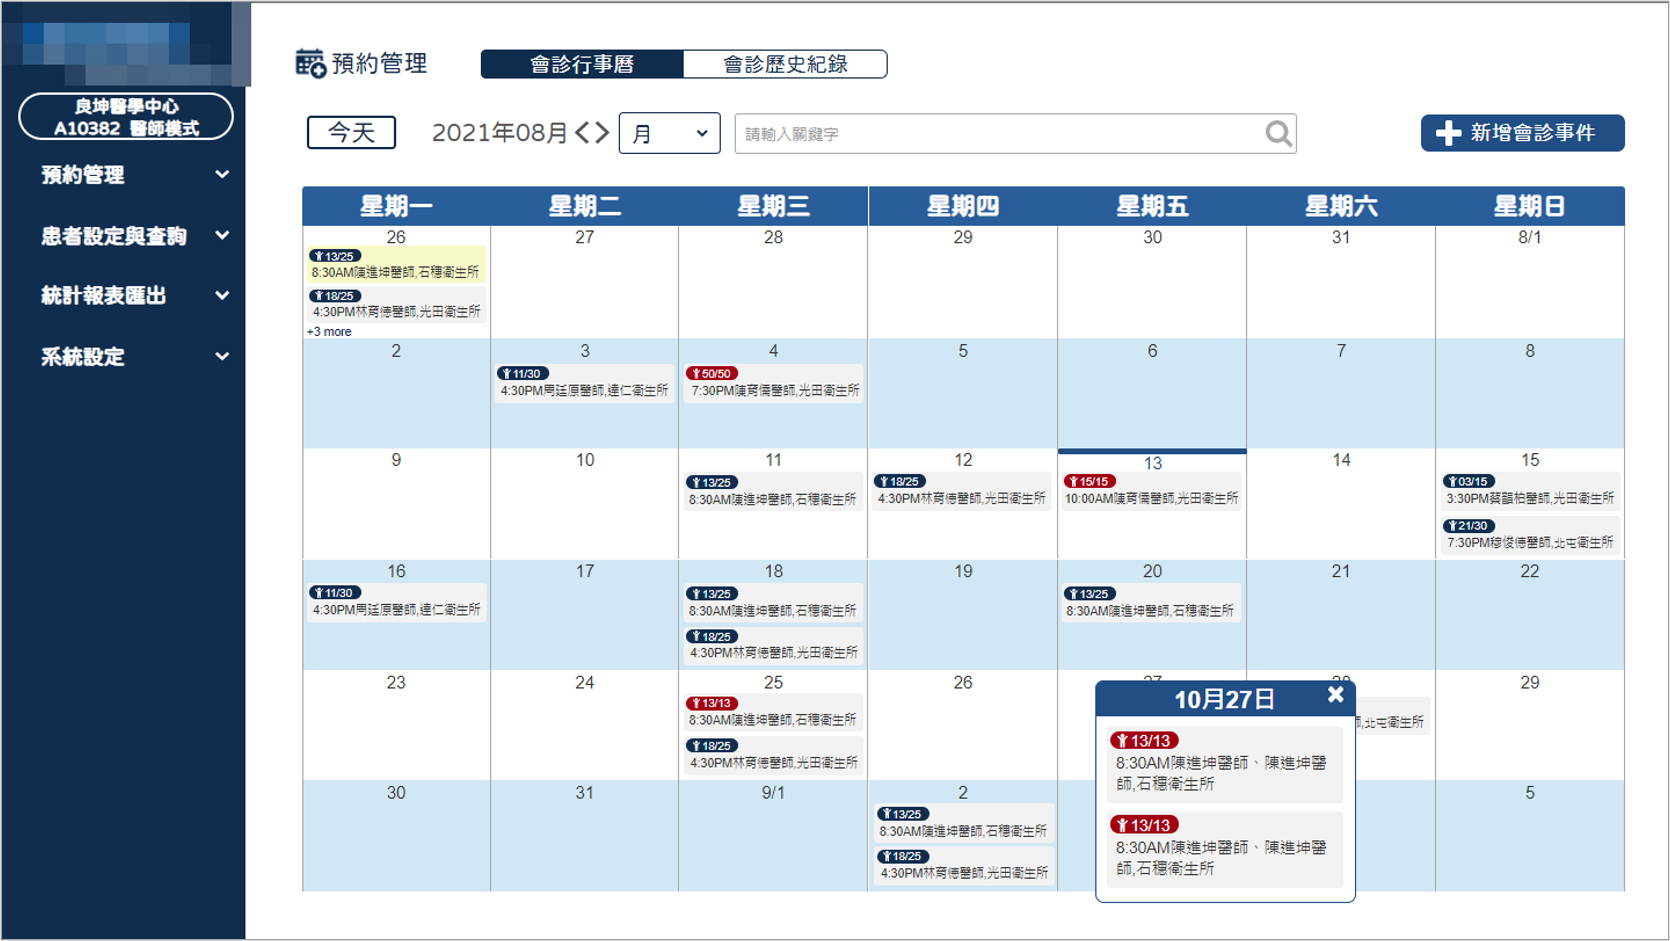 良坤醫學中心
A10382 醫師模式
預約管理
患者設定與查詢
統計報表匯出
系統設定
預約管理
會診行事曆
會診歷史紀錄
今天
2021年08月
月
請輸入關鍵字
新增會診事件
星期一 星期二 星期三 星期四 星期五 星期六 星期日
26 27 28 29 30 31 8/1
13/25
8:30AM陳進坤醫師,石穗衛生所
18/25
4:30PM林育德醫師,光田衛生所
+3 more
2 3 4 5 6 7 8
11/30
4:30PM周廷原醫師,達仁衛生所
50/50
7:30PM陳育儒醫師,光田衛生所
9 10 11 12 13 14 15
13/25
8:30AM陳進坤醫師,石穗衛生所
18/25
4:30PM林育德醫師,光田衛生所
15/15
10:00AM陳育儒醫師,光田衛生所
03/15
3:30PM蔡韻柏醫師,光田衛生所
21/30
7:30PM穆俊德醫師,北屯衛生所
16 17 18 19 20 21 22
11/30
4:30PM周廷原醫師,達仁衛生所
13/25
8:30AM陳進坤醫師,石穗衛生所
18/25
4:30PM林育德醫師,光田衛生所
13/25
8:30AM陳進坤醫師,石穗衛生所
23 24 25 26 29
13/13
8:30AM陳進坤醫師,石穗衛生所
18/25
4:30PM林育德醫師,光田衛生所
,北屯衛生所
30 31 9/1 2 5
13/25
8:30AM陳進坤醫師,石穗衛生所
18/25
4:30PM林育德醫師,光田衛生所
10月27日
13/13
8:30AM陳進坤醫師、陳進坤醫
師,石穗衛生所
13/13
8:30AM陳進坤醫師、陳進坤醫
師,石穗衛生所